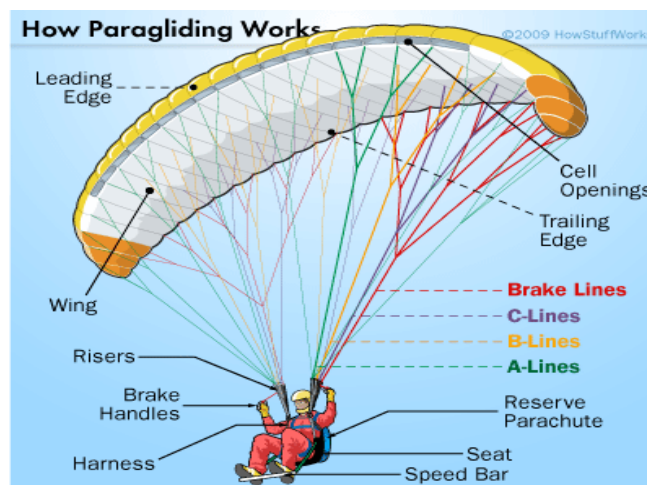 How Paragliding Works
©2009 HowStuffWork
Leading
Edge
Cell
Openings
Trailing
Edge
Wing
Brake Lines
C-Lines
B-Lines
A-Lines
Risers
Brake
Handles
Reserve
Parachute
Harness
Seat
Speed Bar